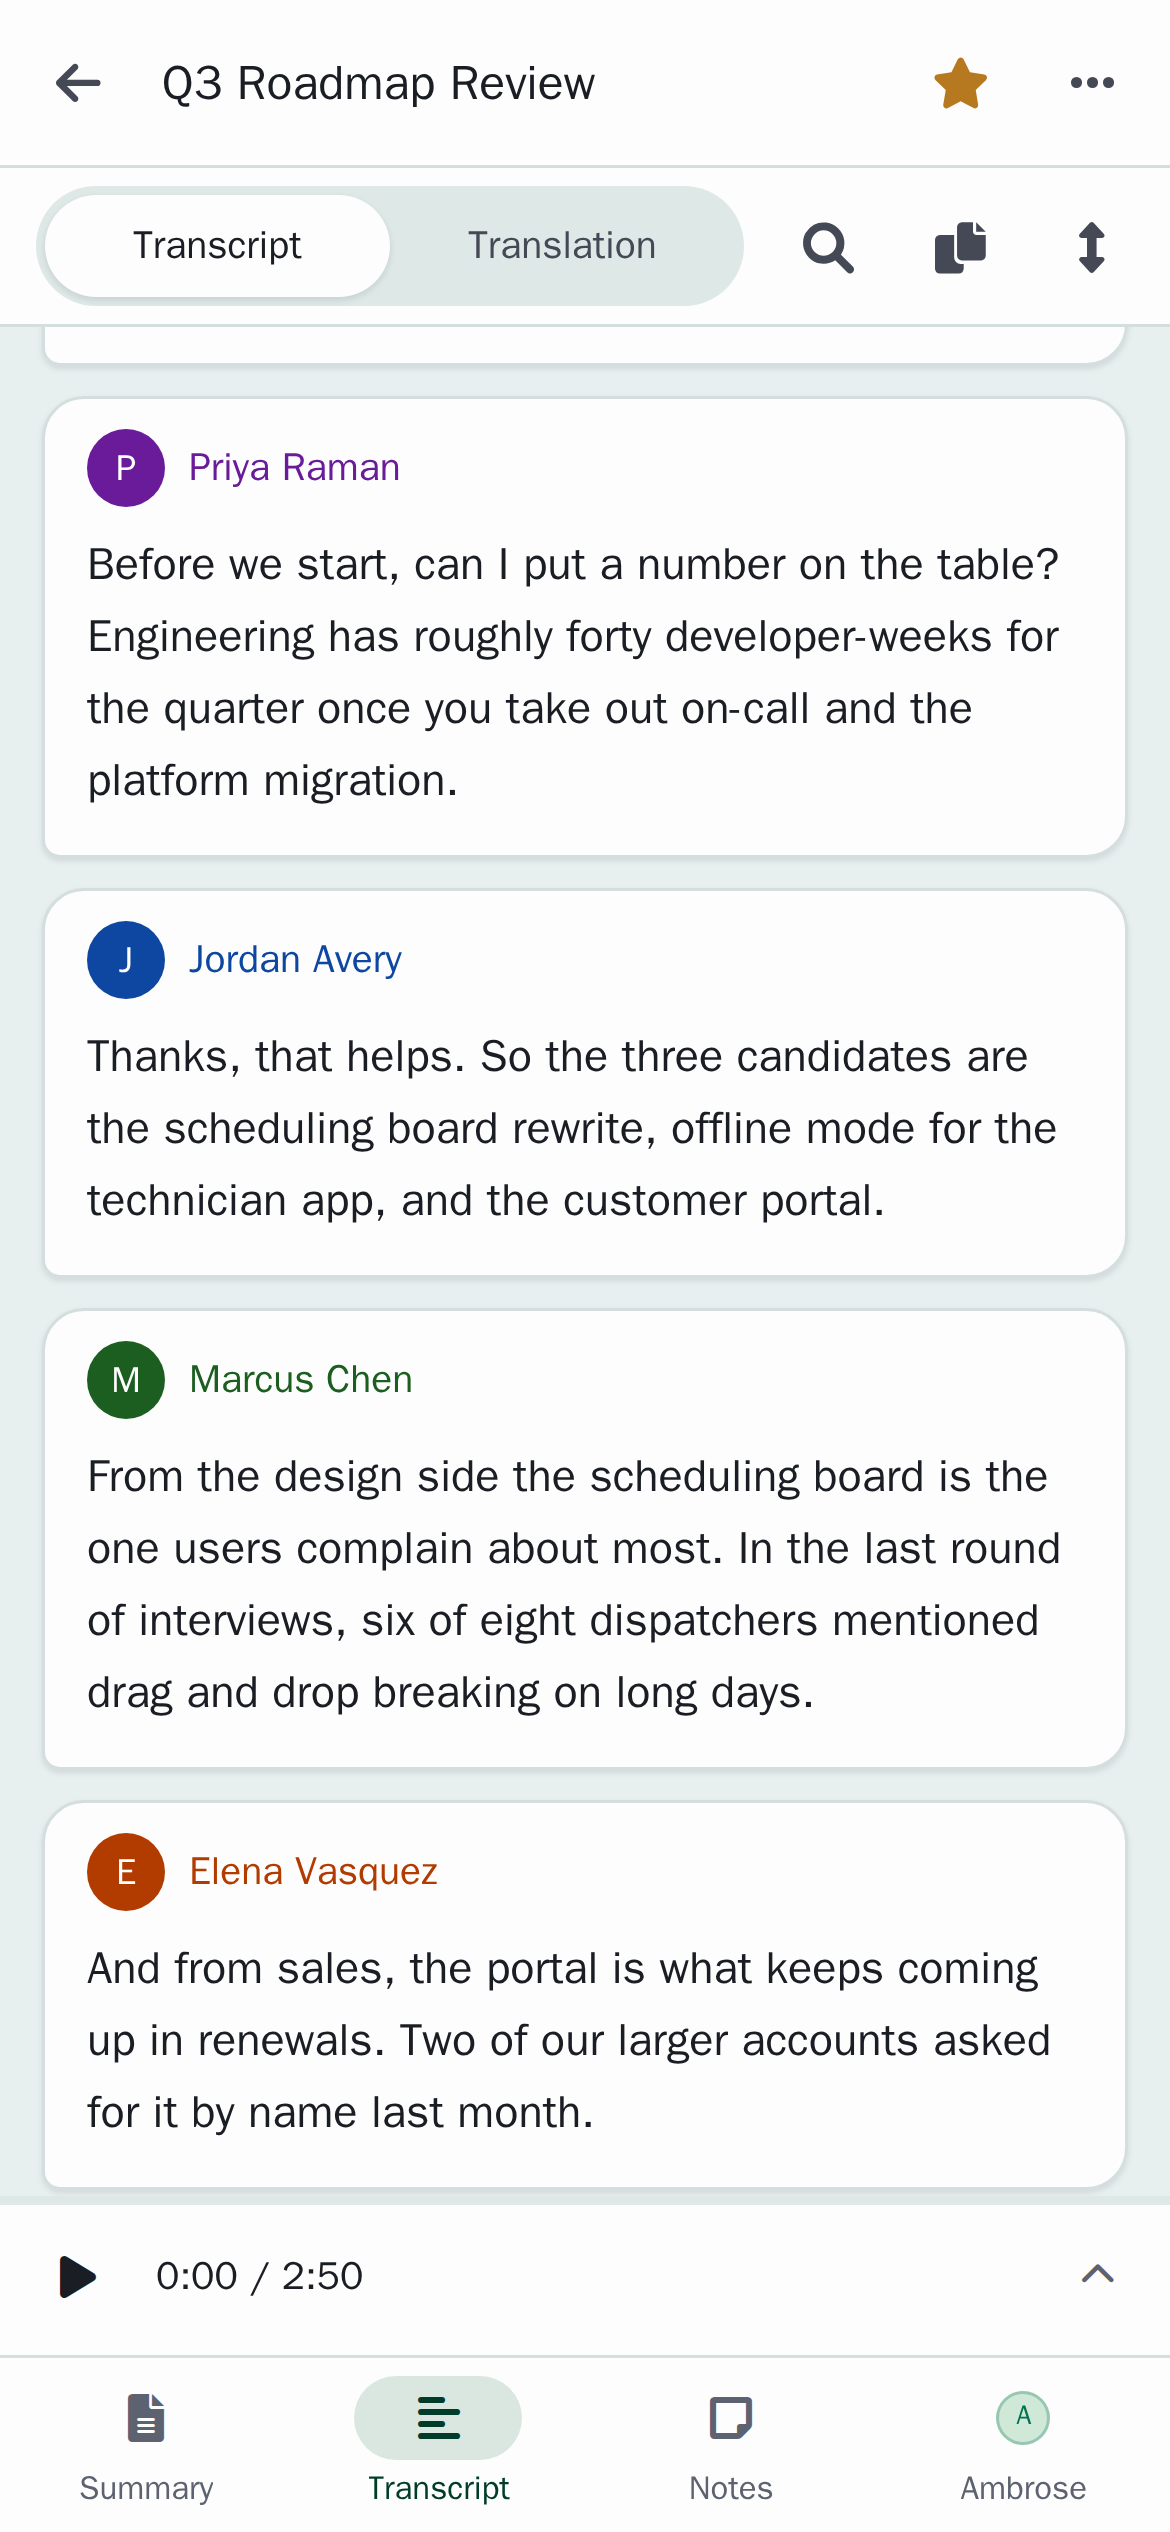 Q3 Roadmap Review
Transcript
Translation
P
Priya Raman
Before we start, can I put a number on the table?
Engineering has roughly forty developer-weeks for
the quarter once you take out on-call and the
platform migration.
J
Jordan Avery
Thanks, that helps. So the three candidates are
the scheduling board rewrite, offline mode for the
technician app, and the customer portal.
M
Marcus Chen
From the design side the scheduling board is the
one users complain about most. In the last round
of interviews, six of eight dispatchers mentioned
drag and drop breaking on long days.
E
Elena Vasquez
And from sales, the portal is what keeps coming
up in renewals. Two of our larger accounts asked
for it by name last month.
0:00 / 2:50
Summary
Transcript
Notes
A
Ambrose